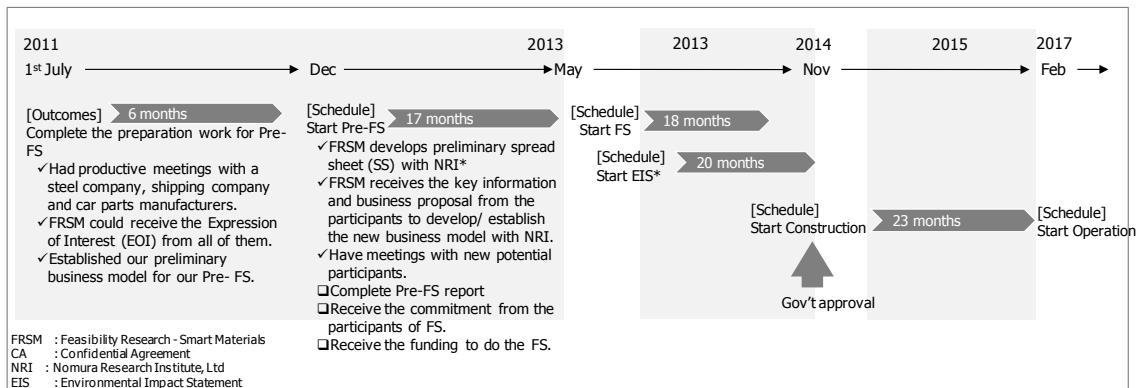 2011
2013
2013
2014
2015
2017
1st July
Dec
May
Nov
Feb
[Outcomes]
6 months
Complete the preparation work for Pre-
FS
✓Had productive meetings with a
steel company, shipping company
and car parts manufacturers.
✓FRSM could receive the Expression
of Interest (EOI) from all of them.
✓Established our preliminary
business model for our Pre- FS.
[Schedule]
Start Pre-FS
17 months
✓FRSM develops preliminary spread
sheet (SS) with NRI*
✓FRSM receives the key information
and business proposal from the
participants to develop/ establish
the new business model with NRI.
✓Have meetings with new potential
participants.
❑Complete Pre-FS report
❑Receive the commitment from the
participants of FS.
❑Receive the funding to do the FS.
[Schedule]
Start FS
18 months
[Schedule]
Start EIS*
20 months
[Schedule]
Start Construction
23 months
[Schedule]
Start Operation
Gov't approval
FRSM : Feasibility Research - Smart Materials
CA : Confidential Agreement
NRI : Nomura Research Institute, Ltd
EIS : Environmental Impact Statement